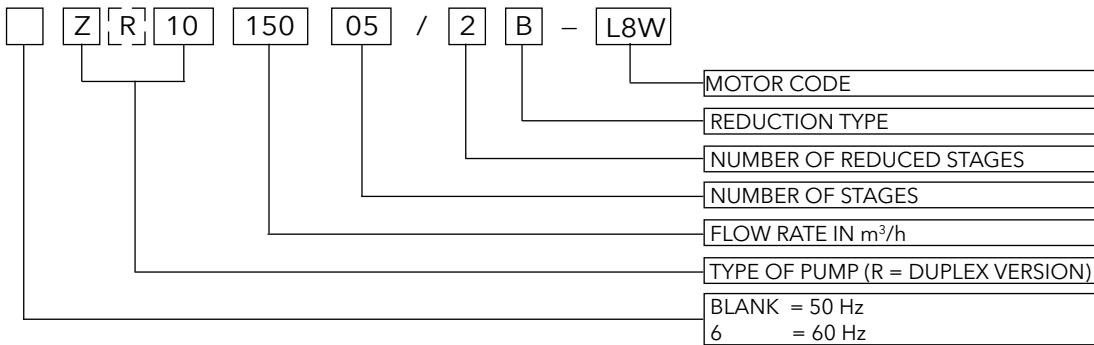 Z R 10 150 05 / 2 B – L8W
MOTOR CODE
REDUCTION TYPE
NUMBER OF REDUCED STAGES
NUMBER OF STAGES
FLOW RATE IN m³/h
TYPE OF PUMP (R = DUPLEX VERSION)
BLANK = 50 Hz
6 = 60 Hz